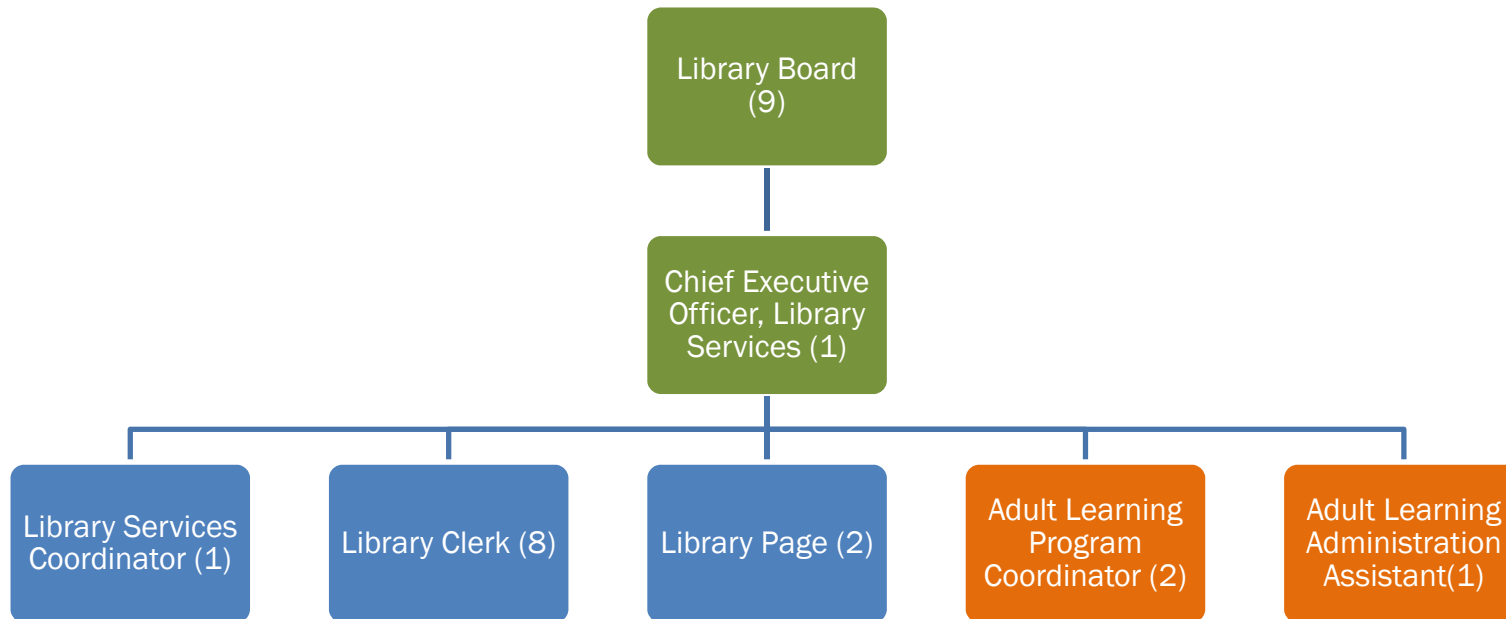 Library Board
(9)
Chief Executive
Officer, Library
Services (1)
Library Services
Coordinator (1)
Library Clerk (8)
Library Page (2)
Adult Learning
Program
Coordinator (2)
Adult Learning
Administration
Assistant(1)